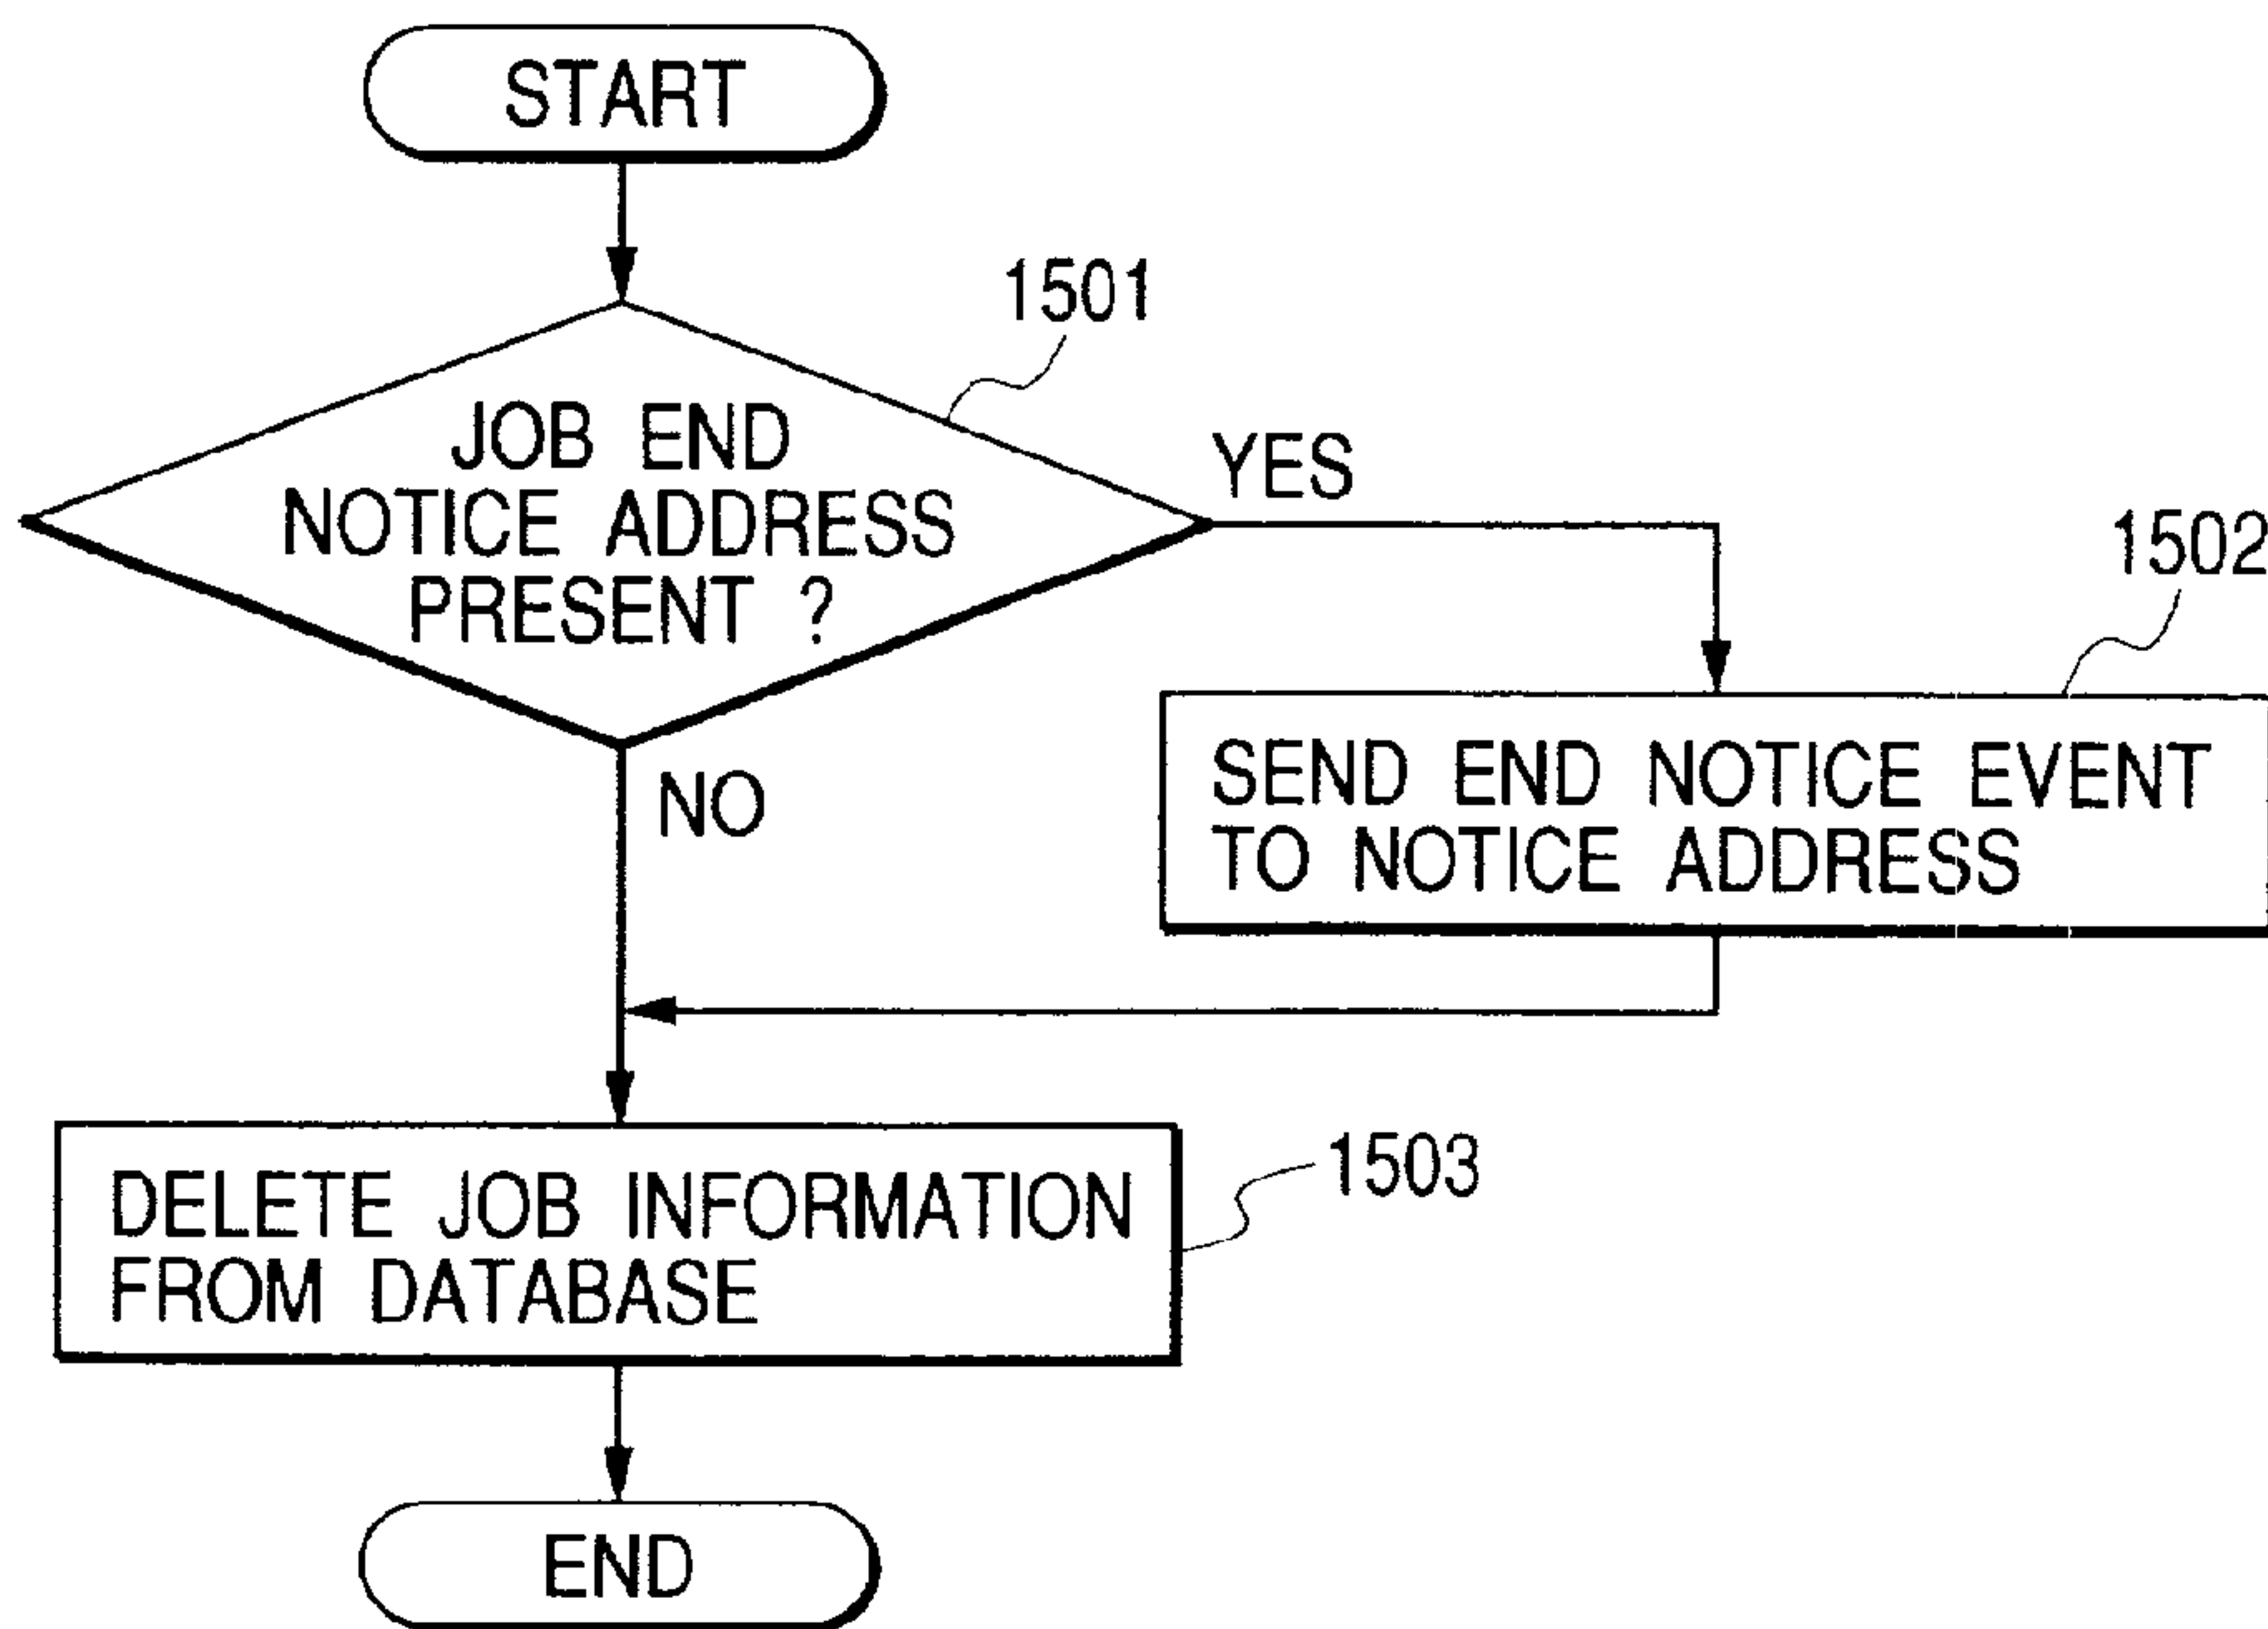 START
1501
JOB END
NOTICE ADDRESS
PRESENT ?
YES
1502
SEND END NOTICE EVENT
TO NOTICE ADDRESS
NO
DELETE JOB INFORMATION
FROM DATABASE
1503
END